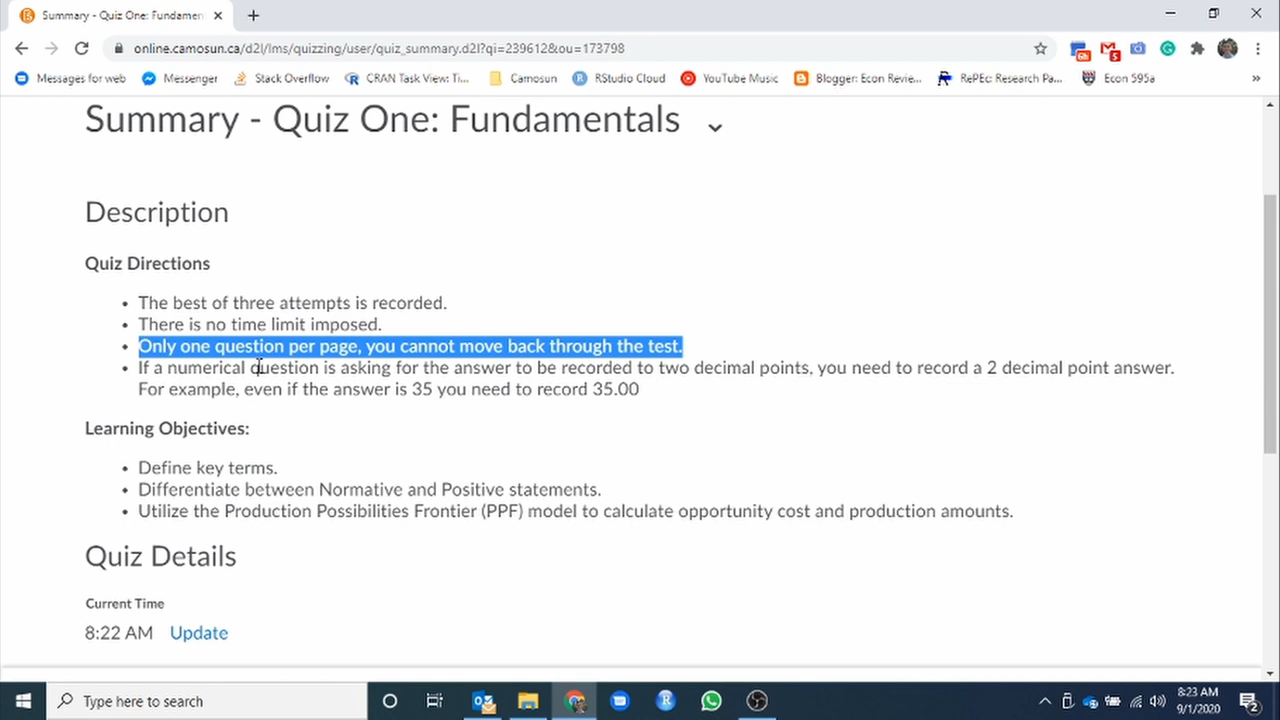 Summary - Quiz One: Fundamen
online.camosun.ca/d2l/lms/quizzing/user/quiz_summary.d2l?qi=239612&ou=173798
6h
5
Messages for web
Messenger
Stack Overflow
CRAN Task View: Ti...
Camosun
RStudio Cloud
YouTube Music
Blogger: Econ Revie...
RePEc: Research Pa...
Econ 595a
»
Summary - Quiz One: Fundamentals
Description
Quiz Directions
• The best of three attempts is recorded.
• There is no time limit imposed.
• Only one question per page, you cannot move back through the test.
• If a numerical question is asking for the answer to be recorded to two decimal points, you need to record a 2 decimal point answer.
For example, even if the answer is 35 you need to record 35.00
Learning Objectives:
• Define key terms.
• Differentiate between Normative and Positive statements.
• Utilize the Production Possibilities Frontier (PPF) model to calculate opportunity cost and production amounts.
Quiz Details
Current Time
8:22 AM Update
Type here to search
8:23 AM
9/1/2020
2